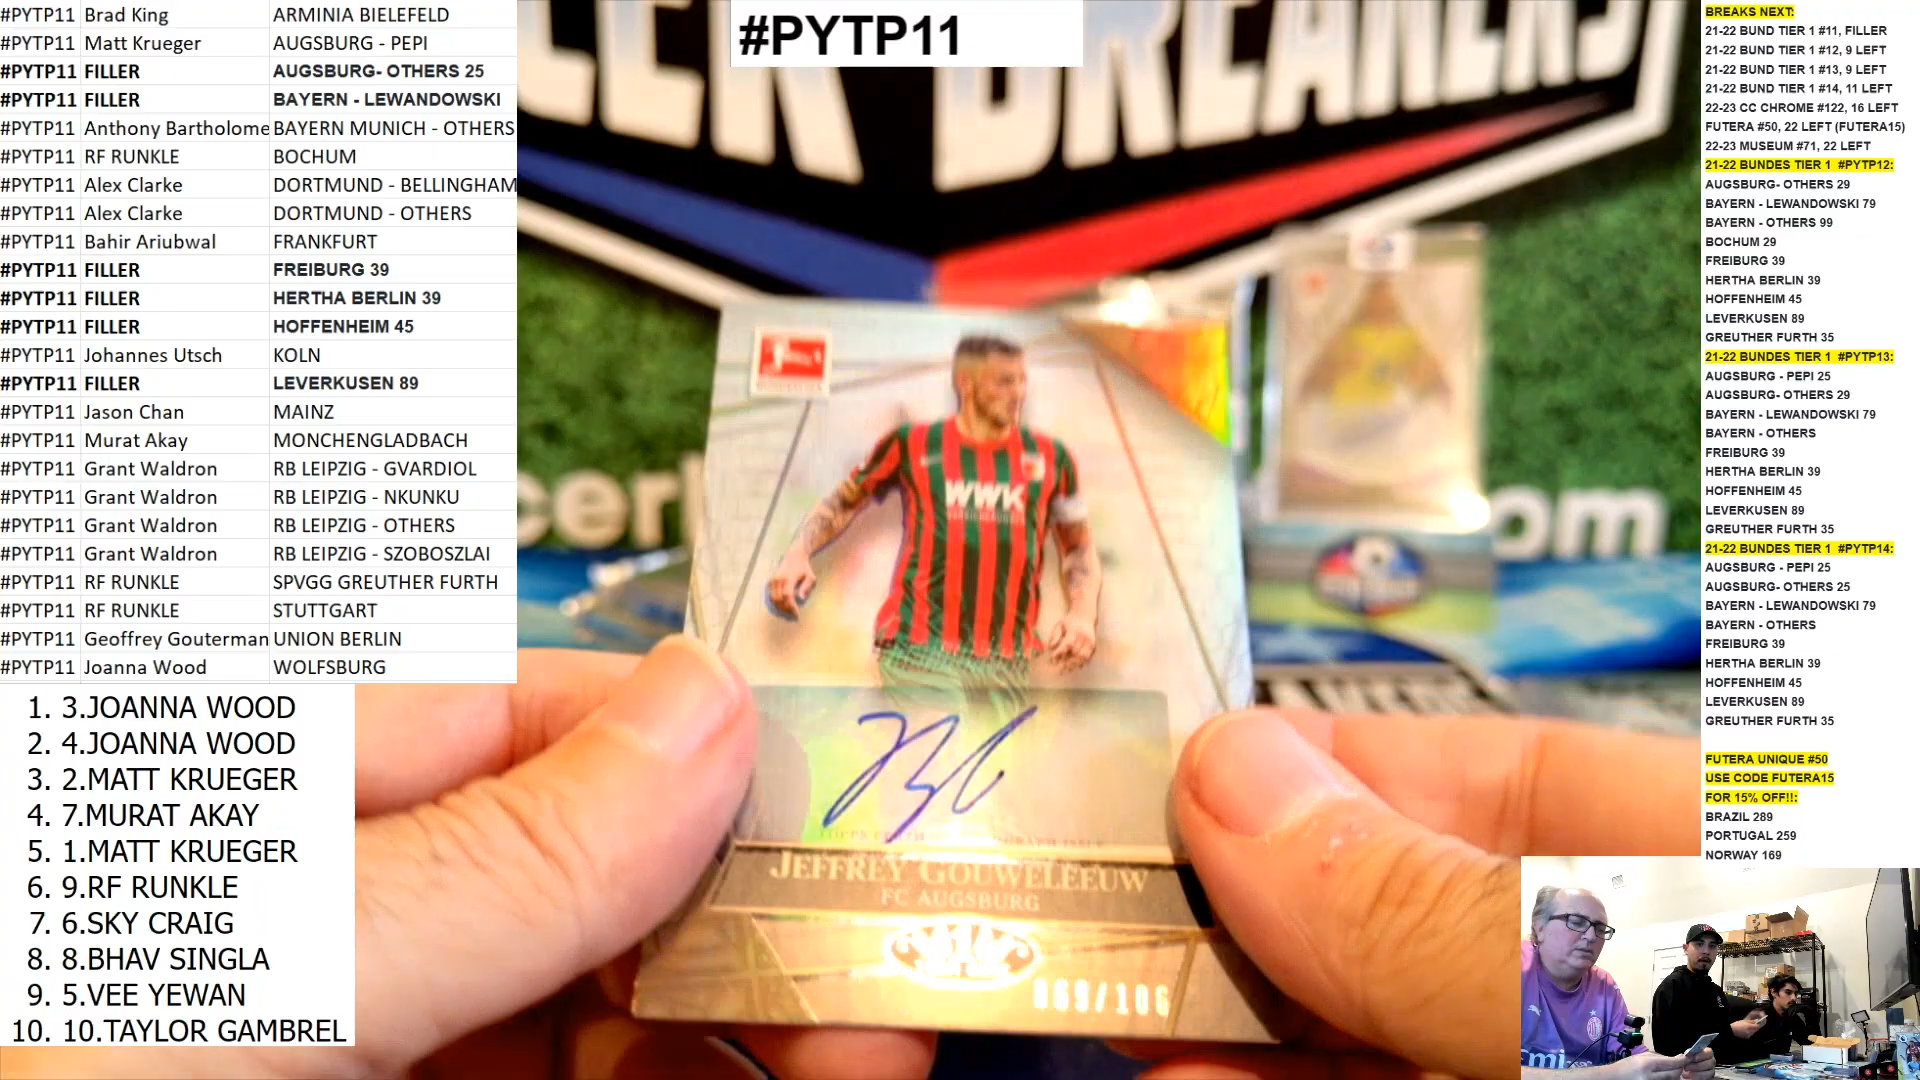 #PYTP11 Brad King ARMINIA BIELEFELD
#PYTP11 Matt Krueger AUGSBURG - PEPI
#PYTP11 FILLER AUGSBURG- OTHERS 25
#PYTP11 FILLER BAYERN - LEWANDOWSKI
#PYTP11 Anthony Bartholome BAYERN MUNICH - OTHERS
#PYTP11 RF RUNKLE BOCHUM
#PYTP11 Alex Clarke DORTMUND - BELLINGHAM
#PYTP11 Alex Clarke DORTMUND - OTHERS
#PYTP11 Bahir Ariubwal FRANKFURT
#PYTP11 FILLER FREIBURG 39
#PYTP11 FILLER HERTHA BERLIN 39
#PYTP11 FILLER HOFFENHEIM 45
#PYTP11 Johannes Utsch KOLN
#PYTP11 FILLER LEVERKUSEN 89
#PYTP11 Jason Chan MAINZ
#PYTP11 Murat Akay MONCHENGLADBACH
#PYTP11 Grant Waldron RB LEIPZIG - GVARDIOL
#PYTP11 Grant Waldron RB LEIPZIG - NKUNKU
#PYTP11 Grant Waldron RB LEIPZIG - OTHERS
#PYTP11 Grant Waldron RB LEIPZIG - SZOBOSZLAI
#PYTP11 RF RUNKLE SPVGG GREUTHER FURTH
#PYTP11 RF RUNKLE STUTTGART
#PYTP11 Geoffrey Gouterman UNION BERLIN
#PYTP11 Joanna Wood WOLFSBURG
1. 3.JOANNA WOOD
2. 4.JOANNA WOOD
3. 2.MATT KRUEGER
4. 7.MURAT AKAY
5. 1.MATT KRUEGER
6. 9.RF RUNKLE
7. 6.SKY CRAIG
8. 8.BHAV SINGLA
9. 5.VEE YEWAN
10. 10.TAYLOR GAMBREL
#PYTP11
BREAKERS
om
WWK
JEFFREY GOUWELEEUW
FC AUGSBURG
069/106
BREAKS NEXT:
21-22 BUND TIER 1 #11, FILLER
21-22 BUND TIER 1 #12, 9 LEFT
21-22 BUND TIER 1 #13, 9 LEFT
21-22 BUND TIER 1 #14, 11 LEFT
22-23 CC CHROME #122, 16 LEFT
FUTERA #50, 22 LEFT (FUTERA15)
22-23 MUSEUM #71, 22 LEFT
21-22 BUNDES TIER 1 #PYTP12:
AUGSBURG- OTHERS 29
BAYERN - LEWANDOWSKI 79
BAYERN - OTHERS 99
BOCHUM 29
FREIBURG 39
HERTHA BERLIN 39
HOFFENHEIM 45
LEVERKUSEN 89
GREUTHER FURTH 35
21-22 BUNDES TIER 1 #PYTP13:
AUGSBURG - PEPI 25
AUGSBURG- OTHERS 29
BAYERN - LEWANDOWSKI 79
BAYERN - OTHERS
FREIBURG 39
HERTHA BERLIN 39
HOFFENHEIM 45
LEVERKUSEN 89
GREUTHER FURTH 35
21-22 BUNDES TIER 1 #PYTP14:
AUGSBURG - PEPI 25
AUGSBURG- OTHERS 25
BAYERN - LEWANDOWSKI 79
BAYERN - OTHERS
FREIBURG 39
HERTHA BERLIN 39
HOFFENHEIM 45
LEVERKUSEN 89
GREUTHER FURTH 35
FUTERA UNIQUE #50
USE CODE FUTERA15
FOR 15% OFF!!:
BRAZIL 289
PORTUGAL 259
NORWAY 169